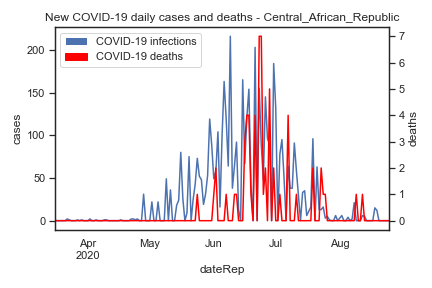 New COVID-19 daily cases and deaths - Central_African_Republic
COVID-19 infections
COVID-19 deaths
cases
200
150
100
50
0
deaths
7
6
5
4
3
2
1
0
Apr
2020
May
Jun
Jul
Aug
dateRep